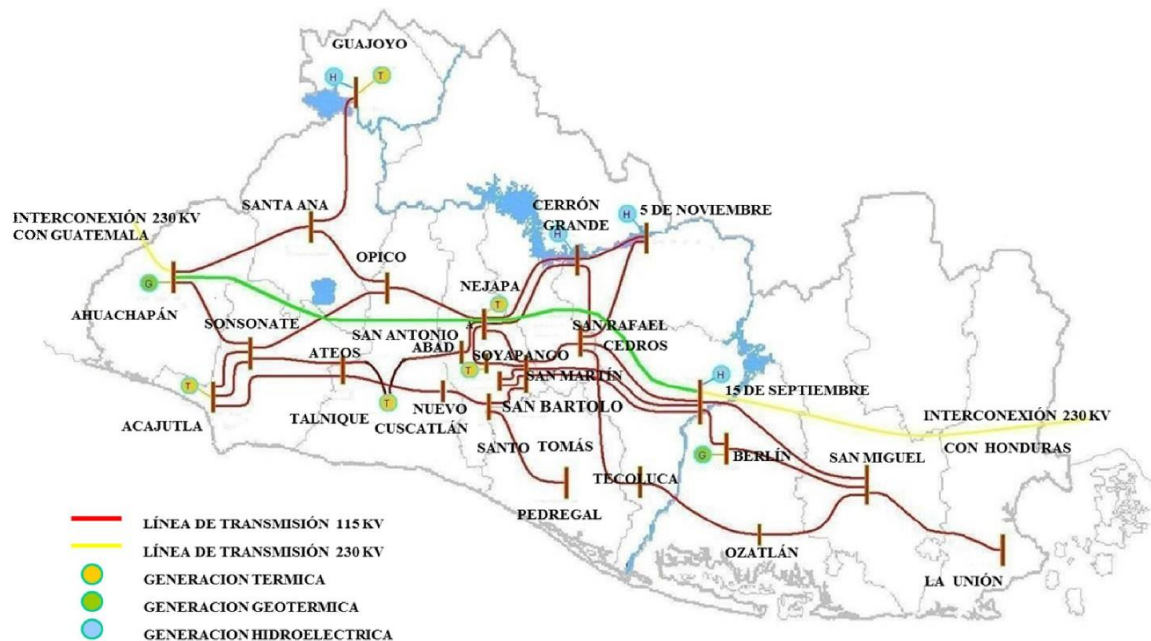 GUAJOYO
H
T
SANTA ANA
INTERCONEXIÓN 230 KV
CON GUATEMALA
G
AHUACHAPÁN
OPICO
CERRÓN
GRANDE
H
H
5 DE NOVIEMBRE
NEJAPA
T
SONSONATE
SAN ANTONIO
ABAD
ATEOS
SOYAPANGO
T
SAN RAFAEL
CEDROS
SAN MARTÍN
H
15 DE SEPTIEMBRE
T
ACAJUTLA
TALNIQUE
T
NUEVO
CUSCATLÁN
SAN BARTOLO
SANTO TOMÁS
INTERCONEXIÓN 230 KV
CON HONDURAS
G
BERLÍN
SAN MIGUEL
TECOLUCA
PEDREGAL
OZATLÁN
LA UNIÓN
LÍNEA DE TRANSMISIÓN 115 KV
LÍNEA DE TRANSMISIÓN 230 KV
GENERACION TERMICA
GENERACION GEOTERMICA
GENERACION HIDROELECTRICA